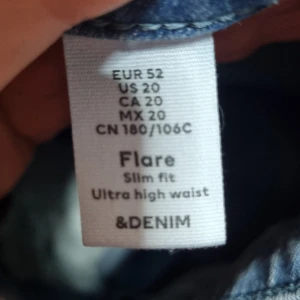 EUR 52
US 20
CA 20
MX 20
CN 180/106C
Flare
Slim fit
Ultra high waist
&DENIM